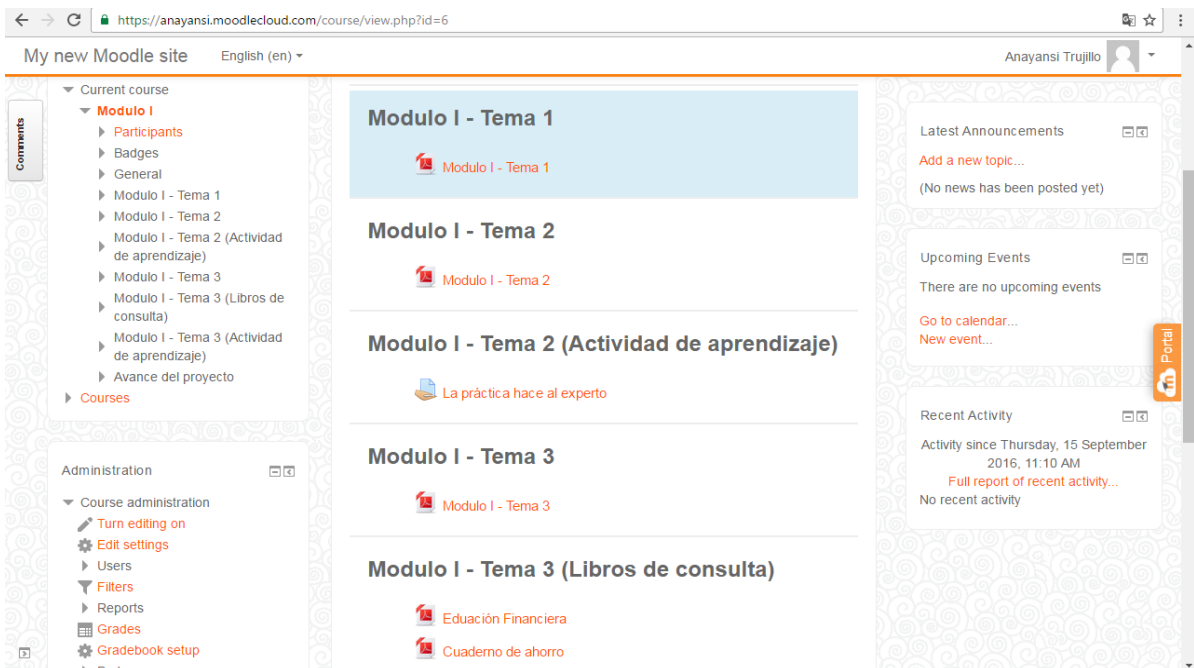 https://anayansi.moodlecloud.com/course/view.php?id=6
My new Moodle site English (en) Anayansi Trujillo
Comments
Current course
Modulo I
Participants
Badges
General
Modulo I - Tema 1
Modulo I - Tema 2
Modulo I - Tema 2 (Actividad
de aprendizaje)
Modulo I - Tema 3
Modulo I - Tema 3 (Libros de
consulta)
Modulo I - Tema 3 (Actividad
de aprendizaje)
Avance del proyecto
Courses
Administration
Course administration
Turn editing on
Edit settings
Users
Filters
Reports
Grades
Gradebook setup
Modulo I - Tema 1
Modulo I - Tema 1
Modulo I - Tema 2
Modulo I - Tema 2
Modulo I - Tema 2 (Actividad de aprendizaje)
La práctica hace al experto
Modulo I - Tema 3
Modulo I - Tema 3
Modulo I - Tema 3 (Libros de consulta)
Eduación Financiera
Cuaderno de ahorro
Latest Announcements
Add a new topic...
(No news has been posted yet)
Upcoming Events
There are no upcoming events
Go to calendar...
New event...
Portal
Recent Activity
Activity since Thursday, 15 September
2016, 11:10 AM
Full report of recent activity...
No recent activity